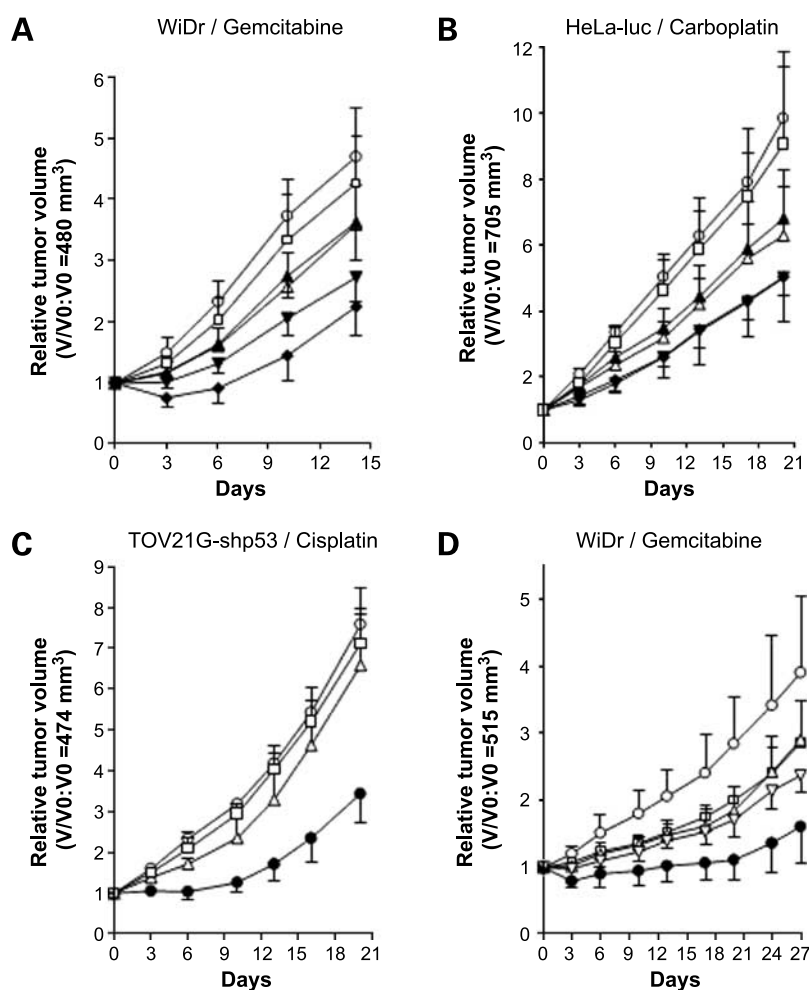 A
WiDr / Gemcitabine
Relative tumor volume
(V/V0:V0 =480 mm³)
6
5
4
3
2
1
0
0 3 6 9 12 15
Days
B
HeLa-luc / Carboplatin
Relative tumor volume
(V/V0:V0 =705 mm³)
12
10
8
6
4
2
0
0 3 6 9 10 13 15 18 21
Days
C
TOV21G-shp53 / Cisplatin
Relative tumor volume
(V/V0:V0 =474 mm³)
9
8
7
6
5
4
3
2
1
0
0 3 6 9 12 15 18 21
Days
D
WiDr / Gemcitabine
Relative tumor volume
(V/V0:V0 =515 mm³)
5
4
3
2
1
0
0 3 6 9 12 15 18 21 24 27
Days